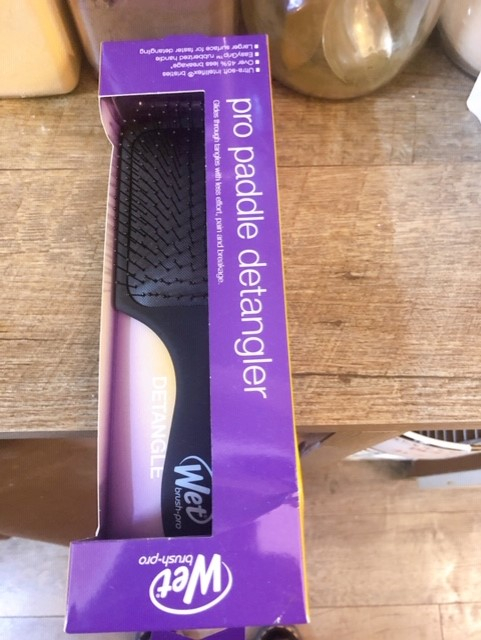 ■ Ultra-soft Intelliflex® bristles
■ Over 45% less breakage*
■ EasyGrip™ rubberized handle
■ Larger surface for faster detangling
pro paddle detangler
Glides through tangles with less effort, pain and breakage.
DETANGLE
Wet
brush-pro
Wet
brush-pro